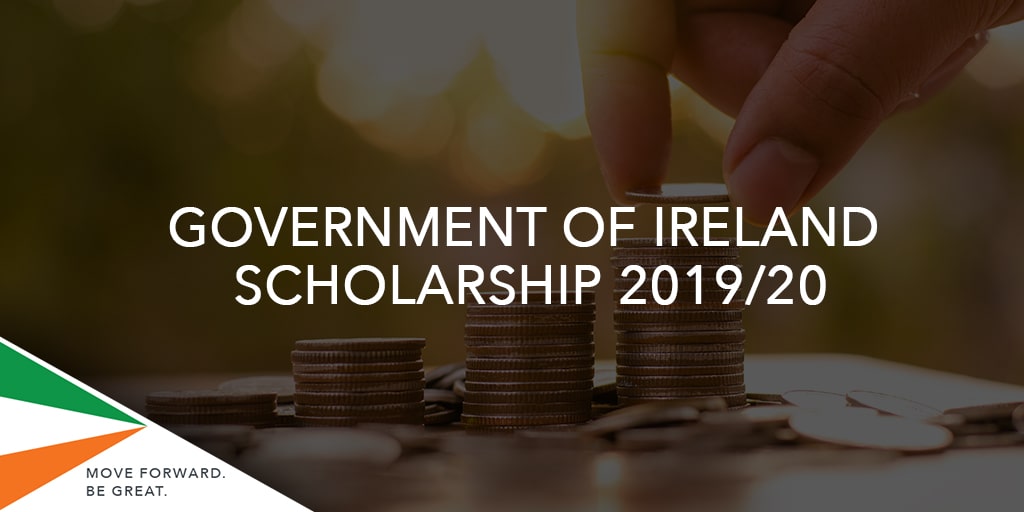 GOVERNMENT OF IRELAND
SCHOLARSHIP 2019/20
MOVE FORWARD.
BE GREAT.